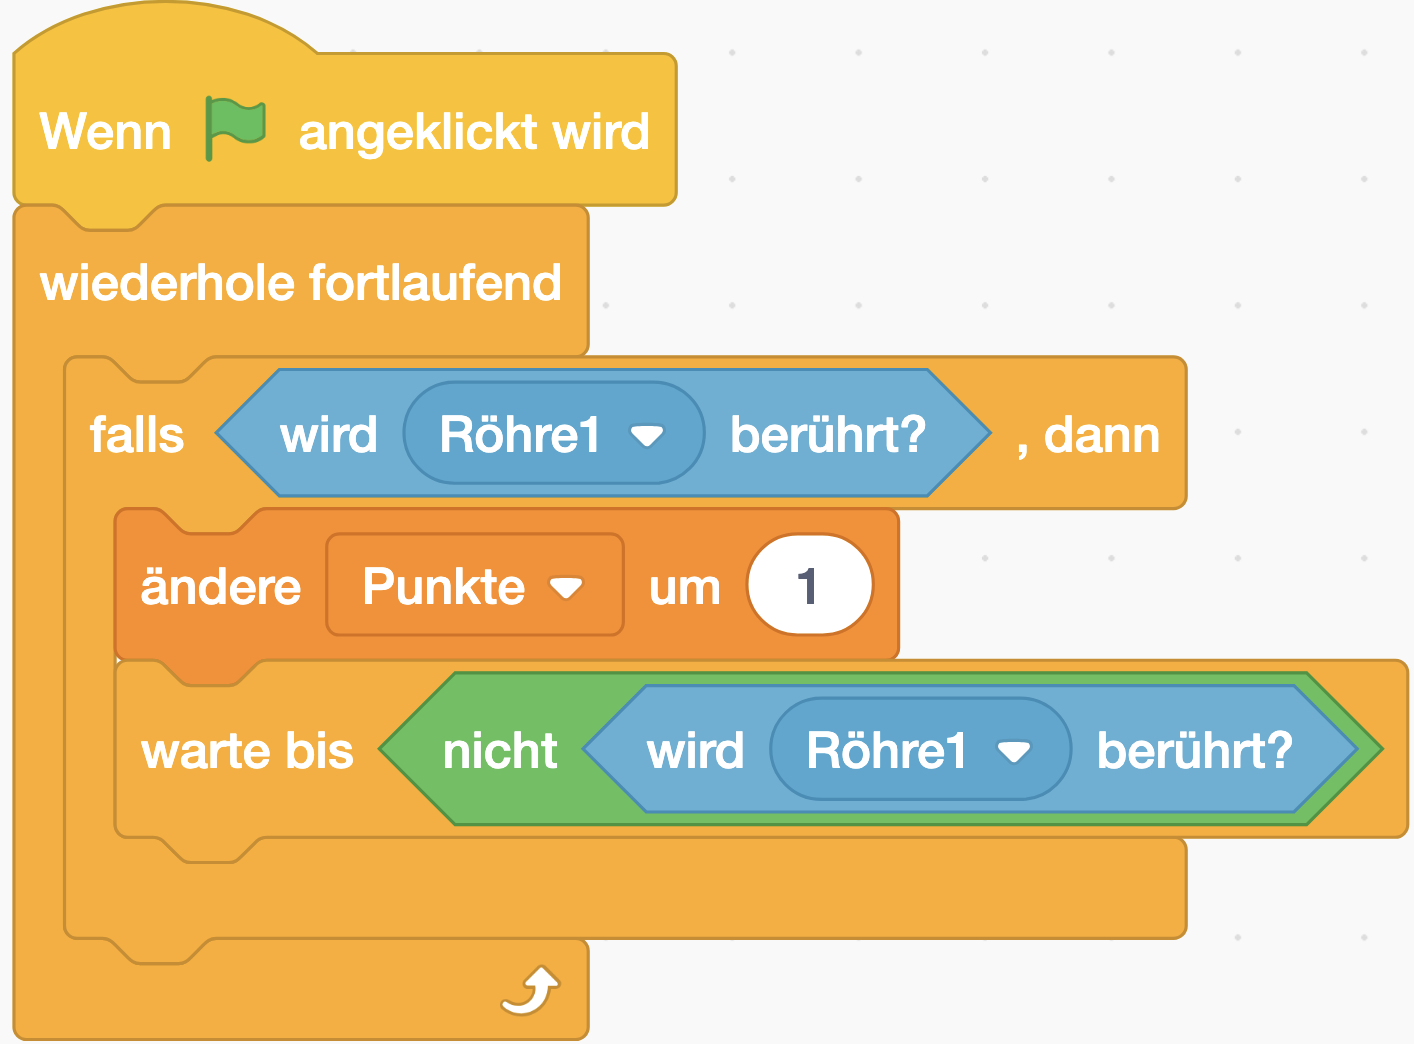 Wenn angeklickt wird
wiederhole fortlaufend
falls wird Röhre1 berührt? , dann
ändere Punkte um 1
warte bis nicht wird Röhre1 berührt?